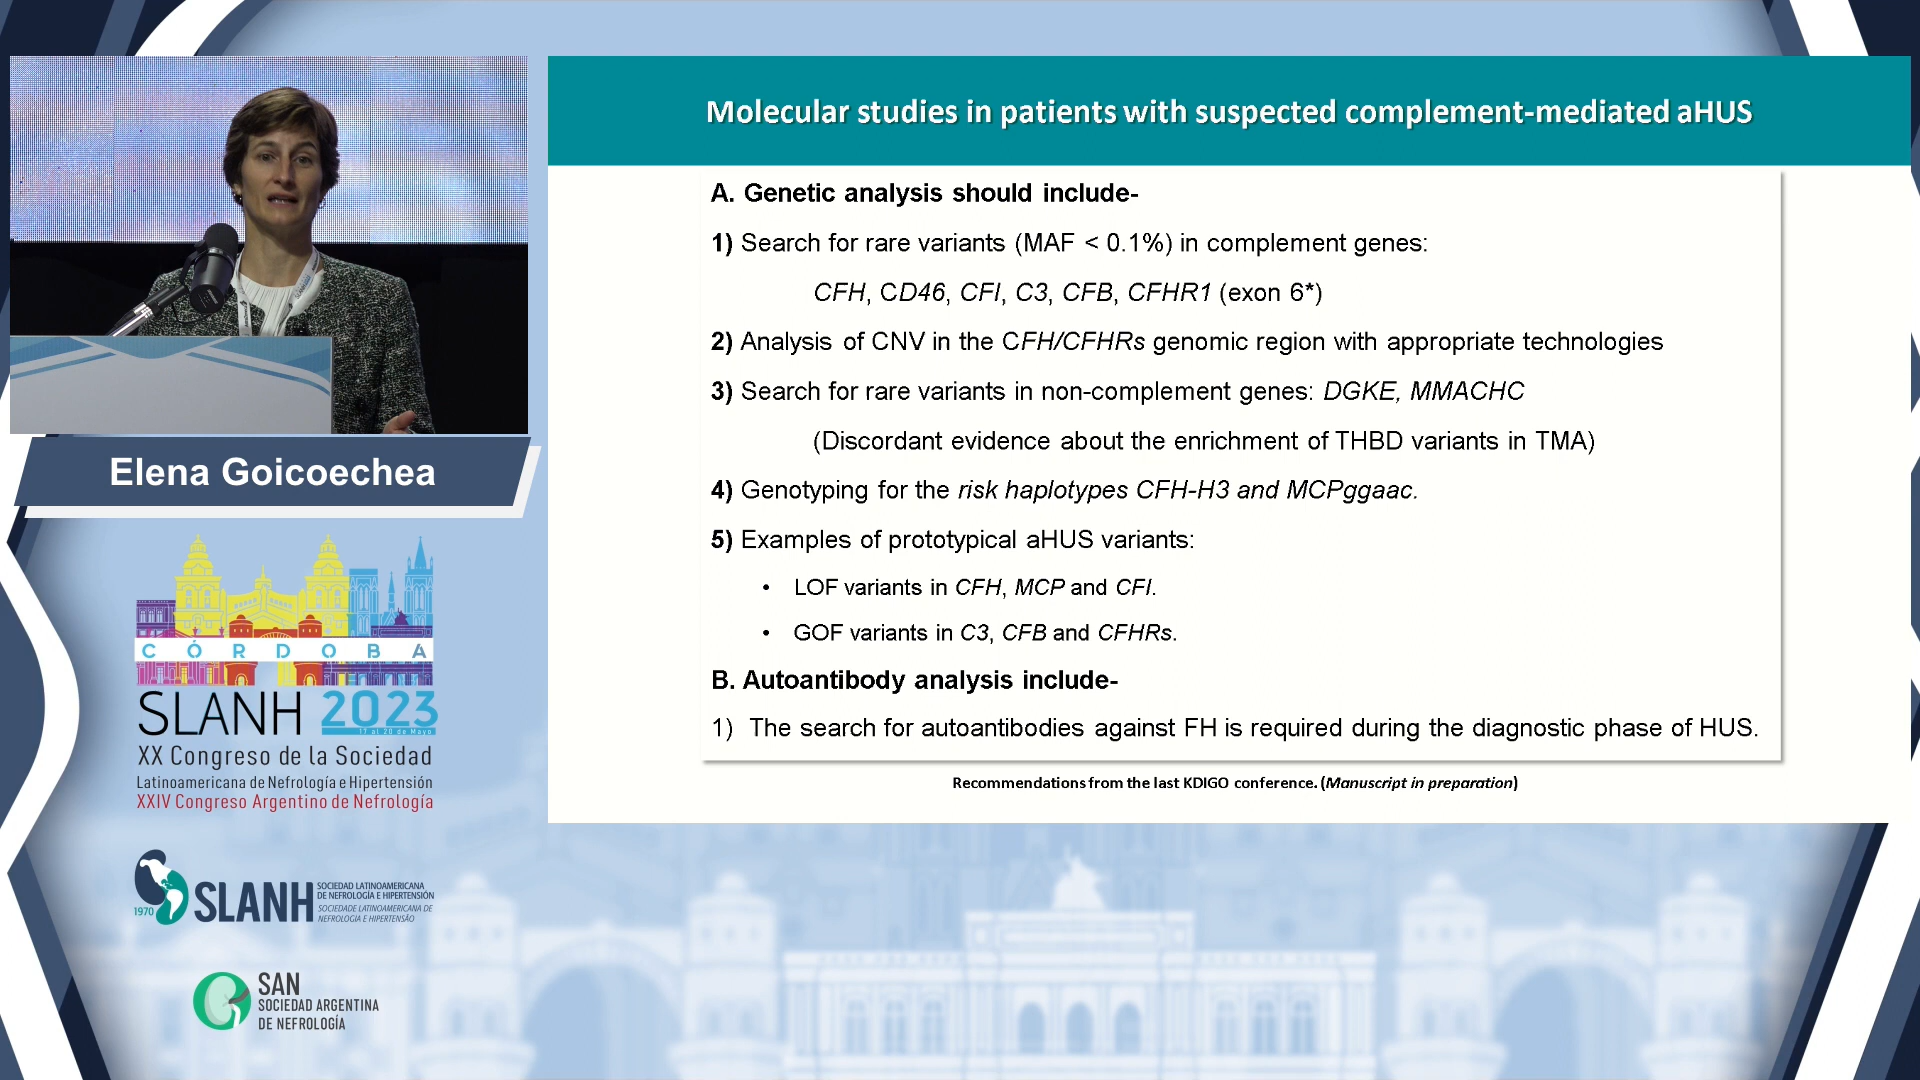 Molecular studies in patients with suspected complement-mediated aHUS
A. Genetic analysis should include-
1) Search for rare variants (MAF < 0.1%) in complement genes:
CFH, CD46, CFI, C3, CFB, CFHR1 (exon 6*)
2) Analysis of CNV in the CFH/CFHRs genomic region with appropriate technologies
3) Search for rare variants in non-complement genes: DGKE, MMACHC
(Discordant evidence about the enrichment of THBD variants in TMA)
4) Genotyping for the risk haplotypes CFH-H3 and MCPggaac.
5) Examples of prototypical aHUS variants:
• LOF variants in CFH, MCP and CFI.
• GOF variants in C3, CFB and CFHRs.
B. Autoantibody analysis include-
1) The search for autoantibodies against FH is required during the diagnostic phase of HUS.
Recommendations from the last KDIGO conference. (Manuscript in preparation)
Elena Goicoechea
CÓRDOBA
SLANH 2023
17 al 20 de Mayo
XX Congreso de la Sociedad
Latinoamericana de Nefrología e Hipertensión
XXIV Congreso Argentino de Nefrología
1970
SLANH
SOCIEDAD LATINOAMERICANA
DE NEFROLOGÍA E HIPERTENSIÓN
SOCIEDADE LATINOAMERICANA DE
NEFROLOGIA E HIPERTENSÃO
SAN
SOCIEDAD ARGENTINA
DE NEFROLOGÍA